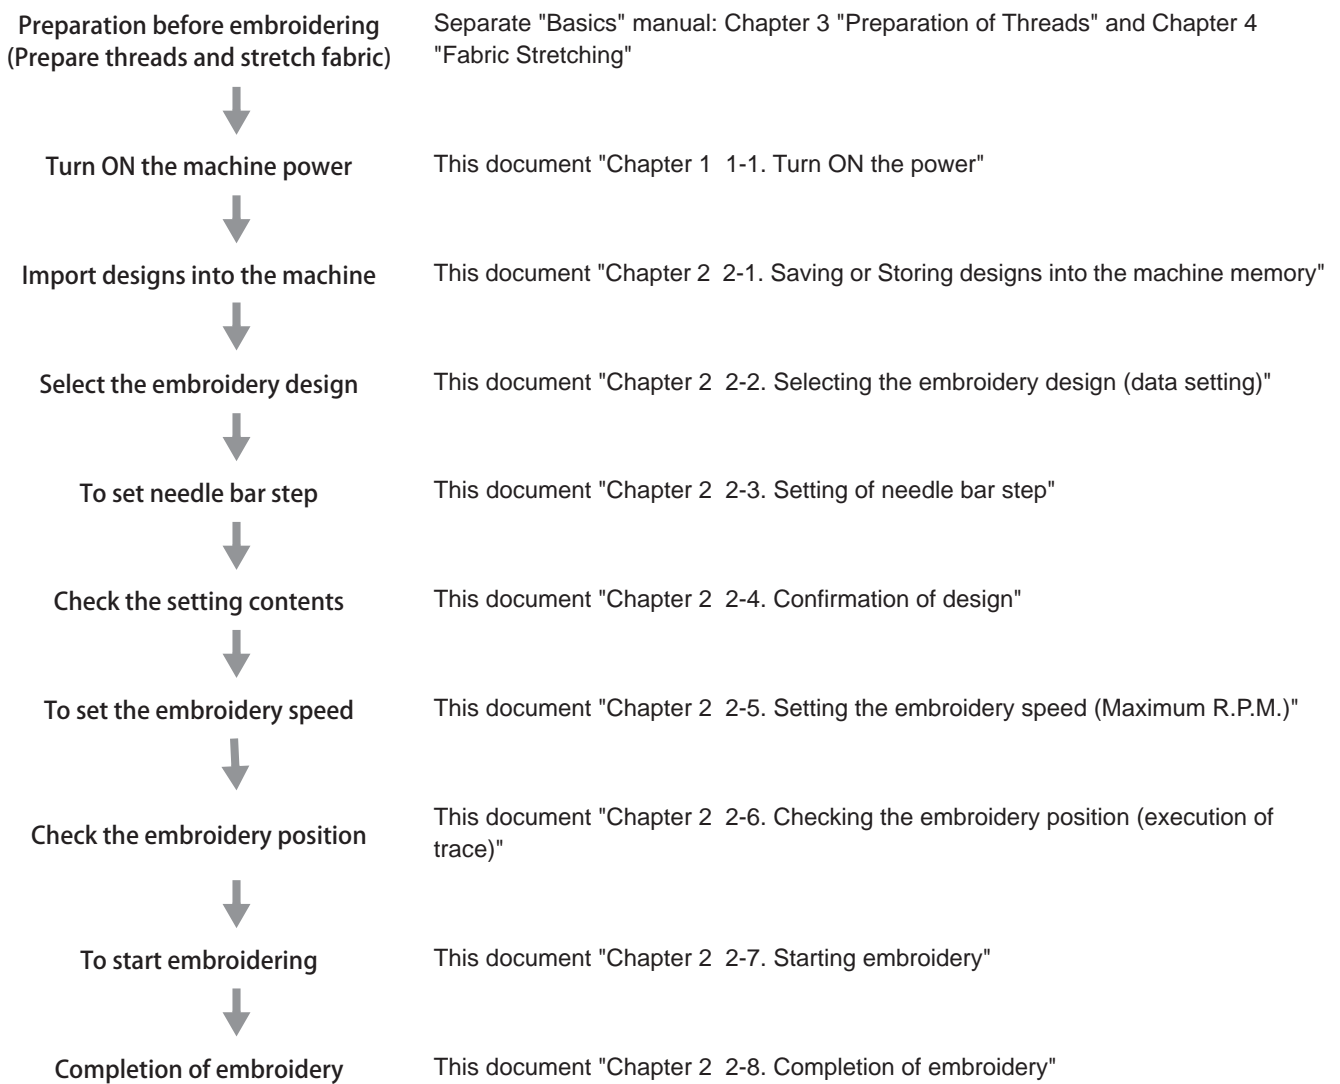 Preparation before embroidering
(Prepare threads and stretch fabric)
Separate "Basics" manual: Chapter 3 "Preparation of Threads" and Chapter 4
"Fabric Stretching"
Turn ON the machine power
This document "Chapter 1  1-1. Turn ON the power"
Import designs into the machine
This document "Chapter 2  2-1. Saving or Storing designs into the machine memory"
Select the embroidery design
This document "Chapter 2  2-2. Selecting the embroidery design (data setting)"
To set needle bar step
This document "Chapter 2  2-3. Setting of needle bar step"
Check the setting contents
This document "Chapter 2  2-4. Confirmation of design"
To set the embroidery speed
This document "Chapter 2  2-5. Setting the embroidery speed (Maximum R.P.M.)"
Check the embroidery position
This document "Chapter 2  2-6. Checking the embroidery position (execution of
trace)"
To start embroidering
This document "Chapter 2  2-7. Starting embroidery"
Completion of embroidery
This document "Chapter 2  2-8. Completion of embroidery"